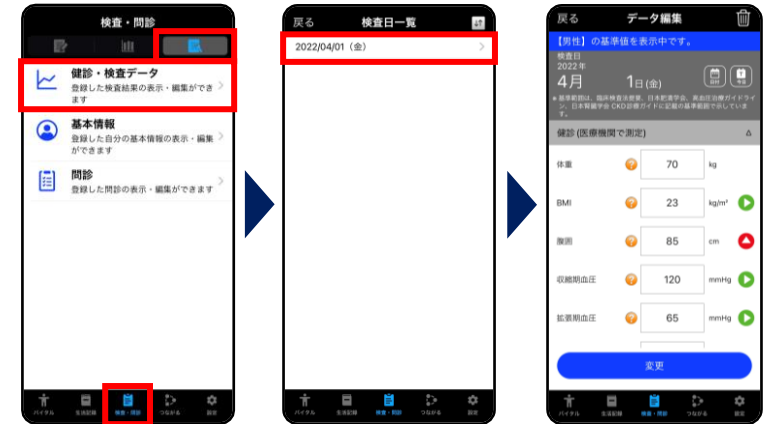 検査・問診
健診・検査データ
登録した検査結果の表示・編集ができ
ます
基本情報
登録した自分の基本情報の表示・編集
ができます
問診
登録した問診の表示・編集ができます
バイタル
生活記録
検査・問診
つながる
設定
戻る
検査日一覧
2022/04/01（金）
バイタル
生活記録
検査・問診
つながる
設定
戻る
データ編集
【男性】の基準値を表示中です。
検査日
2022年
4月 1日(金)
健診 (医療機関で測定)
体重 70 kg
BMI 23 kg/m²
腹囲 85 cm
収縮期血圧 120 mmHg
拡張期血圧 65 mmHg
変更
バイタル
生活記録
検査・問診
つながる
設定